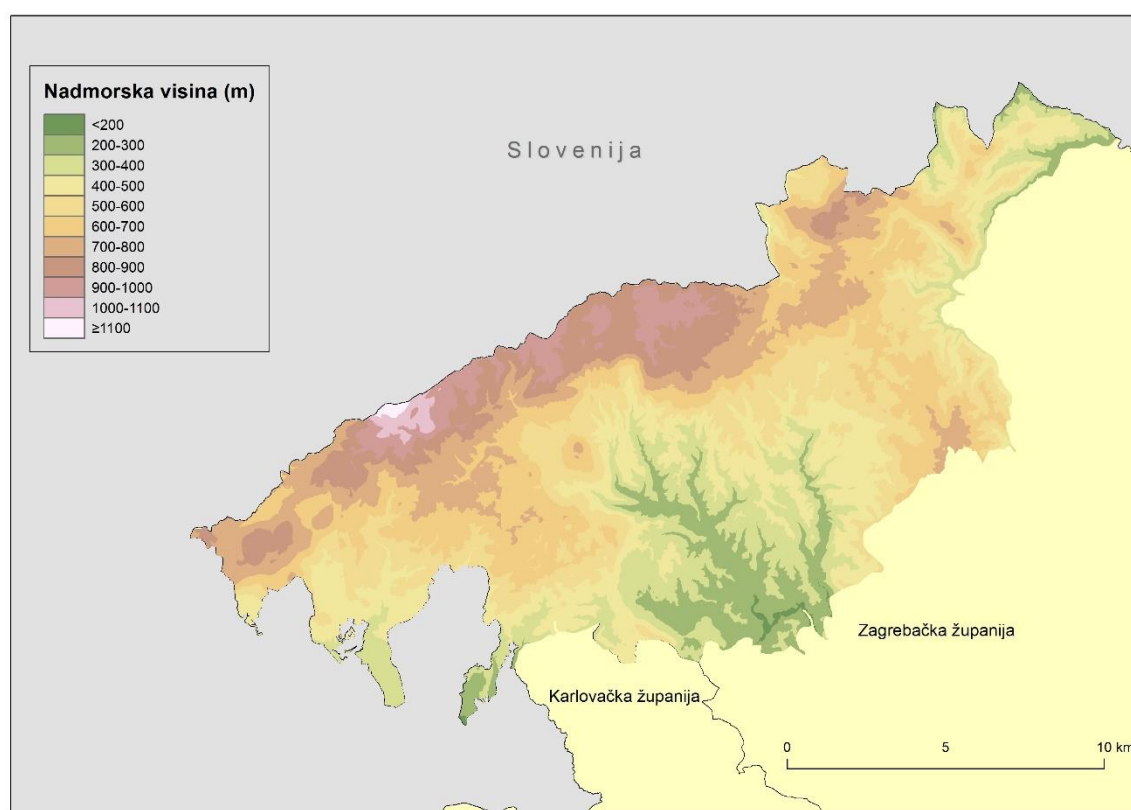 Nadmorska visina (m)
<200
200-300
300-400
400-500
500-600
600-700
700-800
800-900
900-1000
1000-1100
≥1100
Slovenija
Zagrebačka županija
Karlovačka županija
0 5 10 km